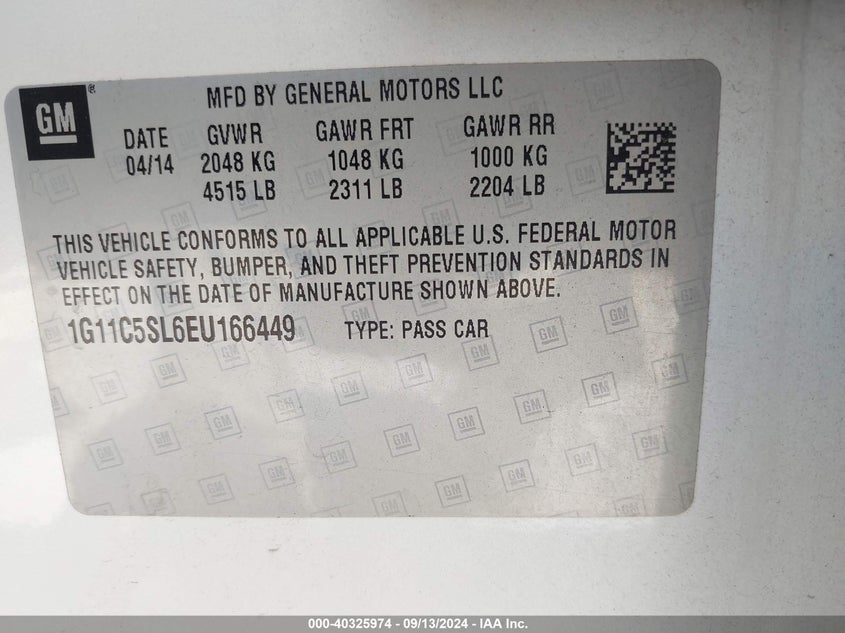 GM®
MFD BY GENERAL MOTORS LLC
DATE GVWR GAWR FRT GAWR RR
04/14 2048 KG 1048 KG 1000 KG
4515 LB 2311 LB 2204 LB
THIS VEHICLE CONFORMS TO ALL APPLICABLE U.S. FEDERAL MOTOR
VEHICLE SAFETY, BUMPER, AND THEFT PREVENTION STANDARDS IN
EFFECT ON THE DATE OF MANUFACTURE SHOWN ABOVE.
1G11C5SL6EU166449 TYPE: PASS CAR
000-40325974 - 09/13/2024 - IAA Inc.